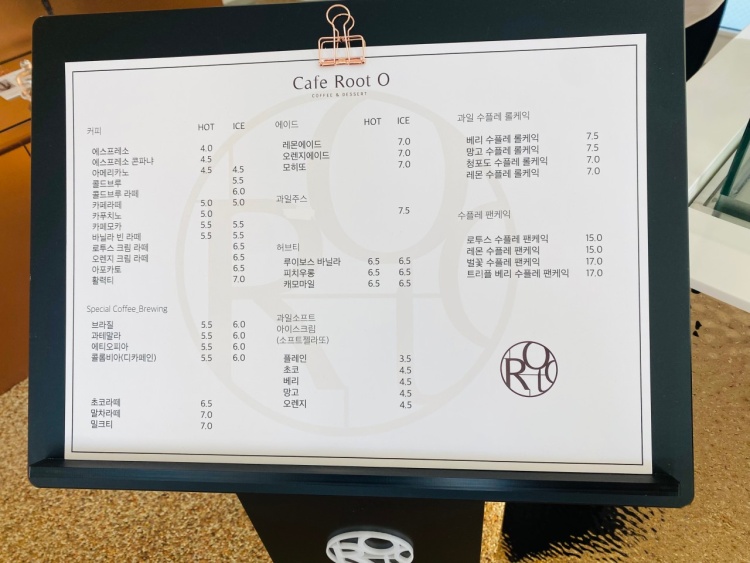 Cafe Root O
COFFEE & DESSERT
커피 HOT ICE
에스프레소 4.0
에스프레소 콘파냐 4.5
아메리카노 4.5 4.5
콜드브루 5.5
콜드브루 라떼 6.0
카페라떼 5.0 5.0
카푸치노 5.0
카페모카 5.5 5.5
바닐라 빈 라떼 5.5 5.5
로투스 크림 라떼 6.5
오렌지 크림 라떼 6.5
아포카토 6.5
활력티 7.0
Special Coffee_Brewing
브라질 5.5 6.0
과테말라 5.5 6.0
에티오피아 5.5 6.0
콜롬비아(디카페인) 5.5 6.0
초코라떼 6.5
말차라떼 7.0
밀크티 7.0
에이드 HOT ICE
레몬에이드 7.0
오렌지에이드 7.0
모히또 7.0
과일주스
7.5
허브티
루이보스 바닐라 6.5 6.5
피치우롱 6.5 6.5
캐모마일 6.5 6.5
과일소프트
아이스크림
(소프트젤라또)
플레인 3.5
초코 4.5
베리 4.5
망고 4.5
오렌지 4.5
과일 수플레 롤케익
베리 수플레 롤케익 7.5
망고 수플레 롤케익 7.5
청포도 수플레 롤케익 7.0
레몬 수플레 롤케익 7.0
수플레 팬케익
로투스 수플레 팬케익 15.0
레몬 수플레 팬케익 15.0
벌꽃 수플레 팬케익 17.0
트리플 베리 수플레 팬케익 17.0
ROtO